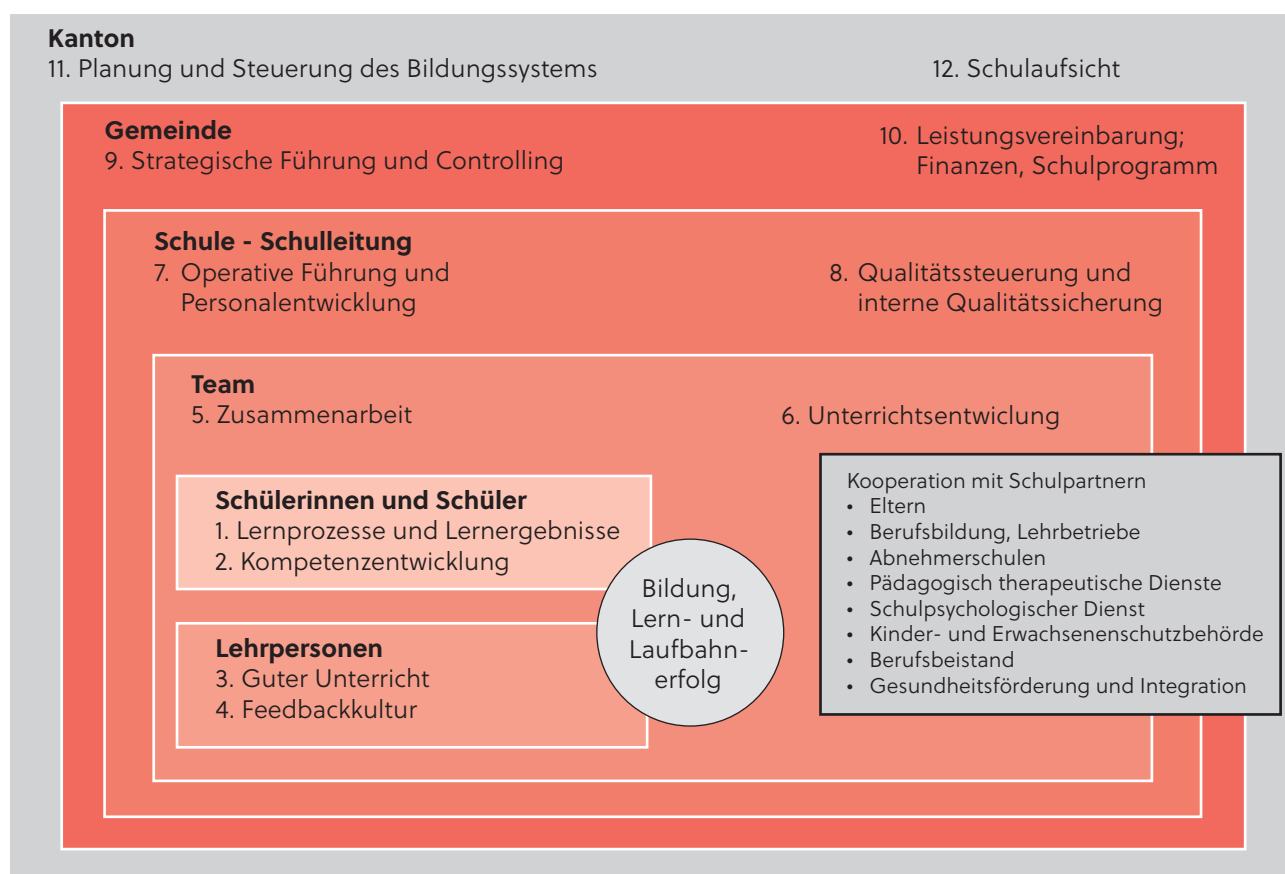 Kanton
11. Planung und Steuerung des Bildungssystems
12. Schulaufsicht
Gemeinde
9. Strategische Führung und Controlling
10. Leistungsvereinbarung;
Finanzen, Schulprogramm
Schule - Schulleitung
7. Operative Führung und
Personalentwicklung
8. Qualitätssteuerung und
interne Qualitätssicherung
Team
5. Zusammenarbeit
6. Unterrichtsentwiclung
Schülerinnen und Schüler
1. Lernprozesse und Lernergebnisse
2. Kompetenzentwicklung
Lehrpersonen
3. Guter Unterricht
4. Feedbackkultur
Bildung,
Lern- und
Laufbahn-
erfolg
Kooperation mit Schulpartnern
• Eltern
• Berufsbildung, Lehrbetriebe
• Abnehmerschulen
• Pädagogisch therapeutische Dienste
• Schulpsychologischer Dienst
• Kinder- und Erwachsenenschutzbehörde
• Berufsbeistand
• Gesundheitsförderung und Integration